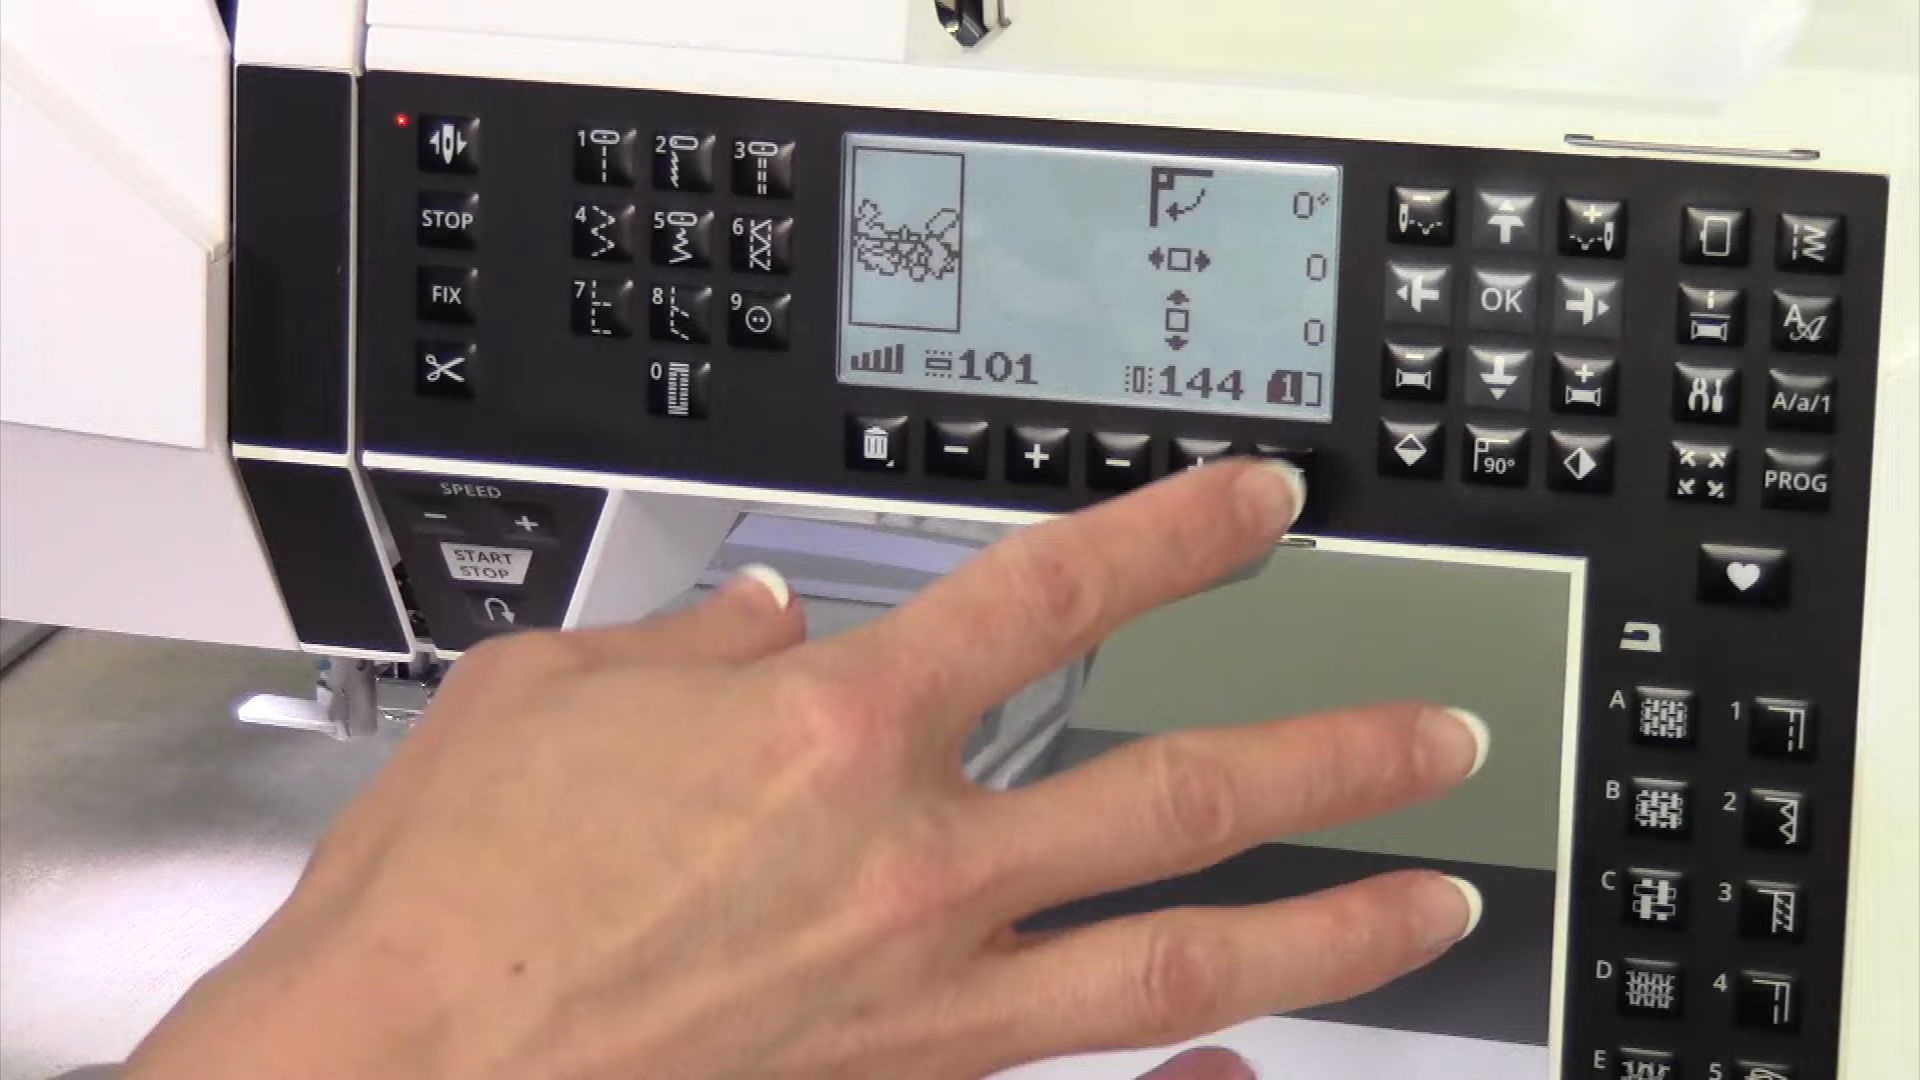 STOP
FIX
1
2
3
4
5
6
7
8
9
0
0°
0
0
101
144
1
OK
90°
A/a/1
PROG
SPEED
- +
START
STOP
A 1
B 2
C 3
D 4
E 5